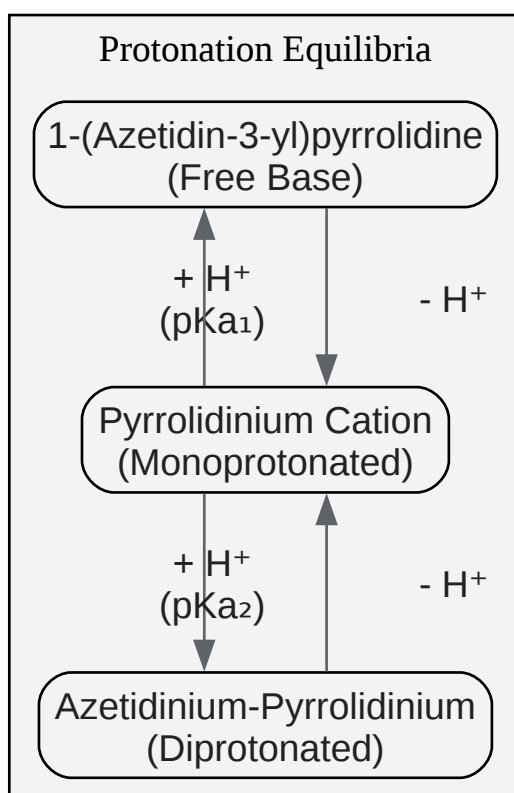 Protonation Equilibria
1-(Azetidin-3-yl)pyrrolidine
(Free Base)
+ H⁺
(pKa₁)
- H⁺
Pyrrolidinium Cation
(Monoprotonated)
+ H⁺
(pKa₂)
- H⁺
Azetidinium-Pyrrolidinium
(Diprotonated)